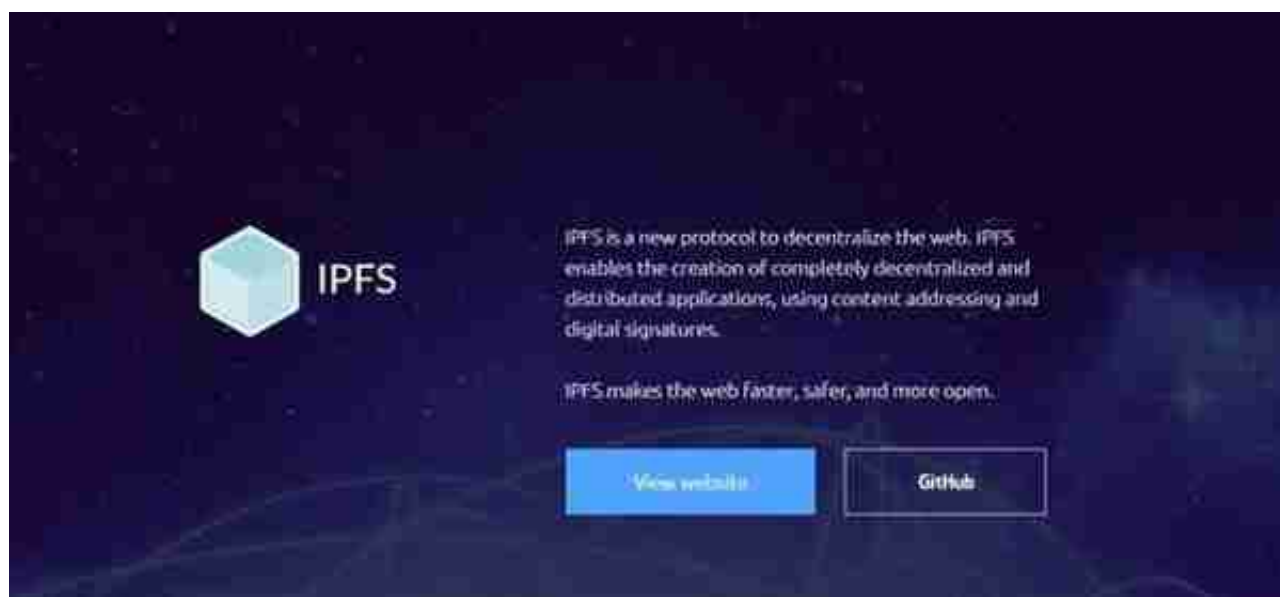 IPFS
IPFS is a new protocol to decentralize the web. IPFS
enables the creation of completely decentralized and
distributed applications, using content addressing and
digital signatures.
IPFS makes the web faster, safer, and more open.
View website
GitHub